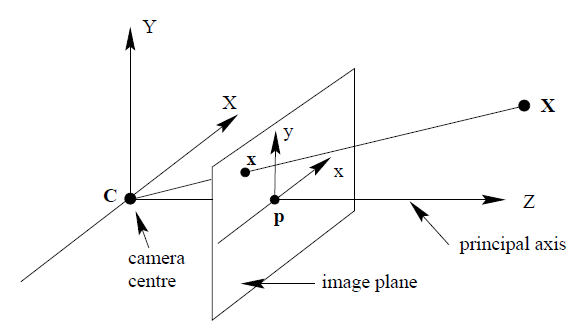 Y
X
X
y
x
x
C
Z
p
principal axis
camera
centre
image plane